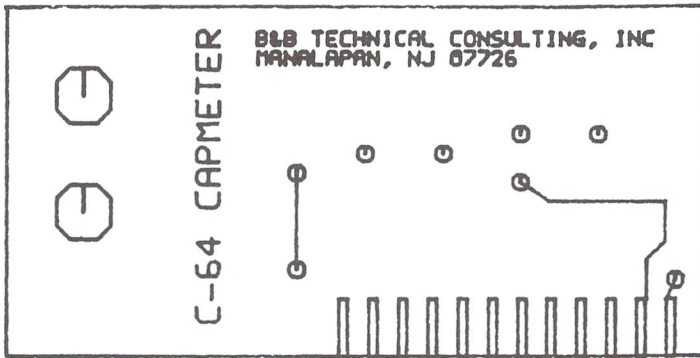 B&B TECHNICAL CONSULTING, INC
MANALAPAN, NJ 07726
C-64 CAPMETER